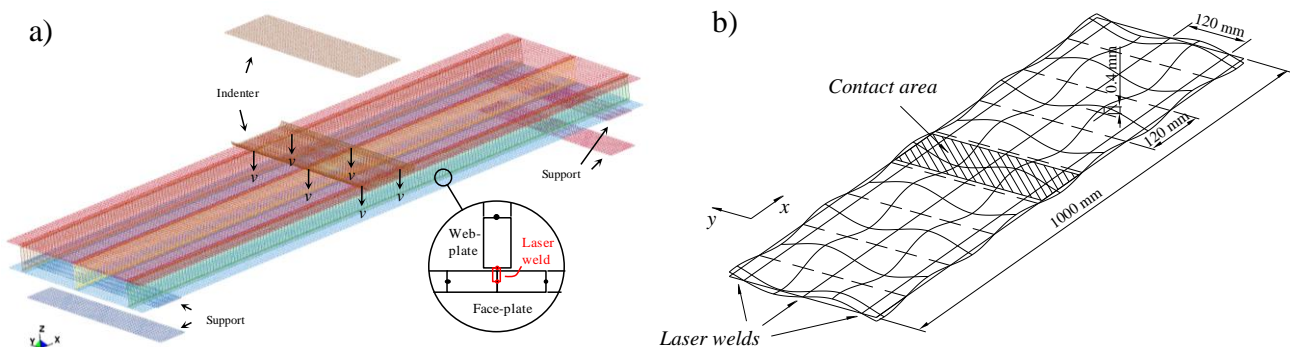 a)
Indenter
v
v
v
v
v
v
Support
Web-
plate
Laser
weld
Face-plate
Support
Z
Y
X
b)
120 mm
0.4 mm
Contact area
120 mm
1000 mm
y
x
Laser welds